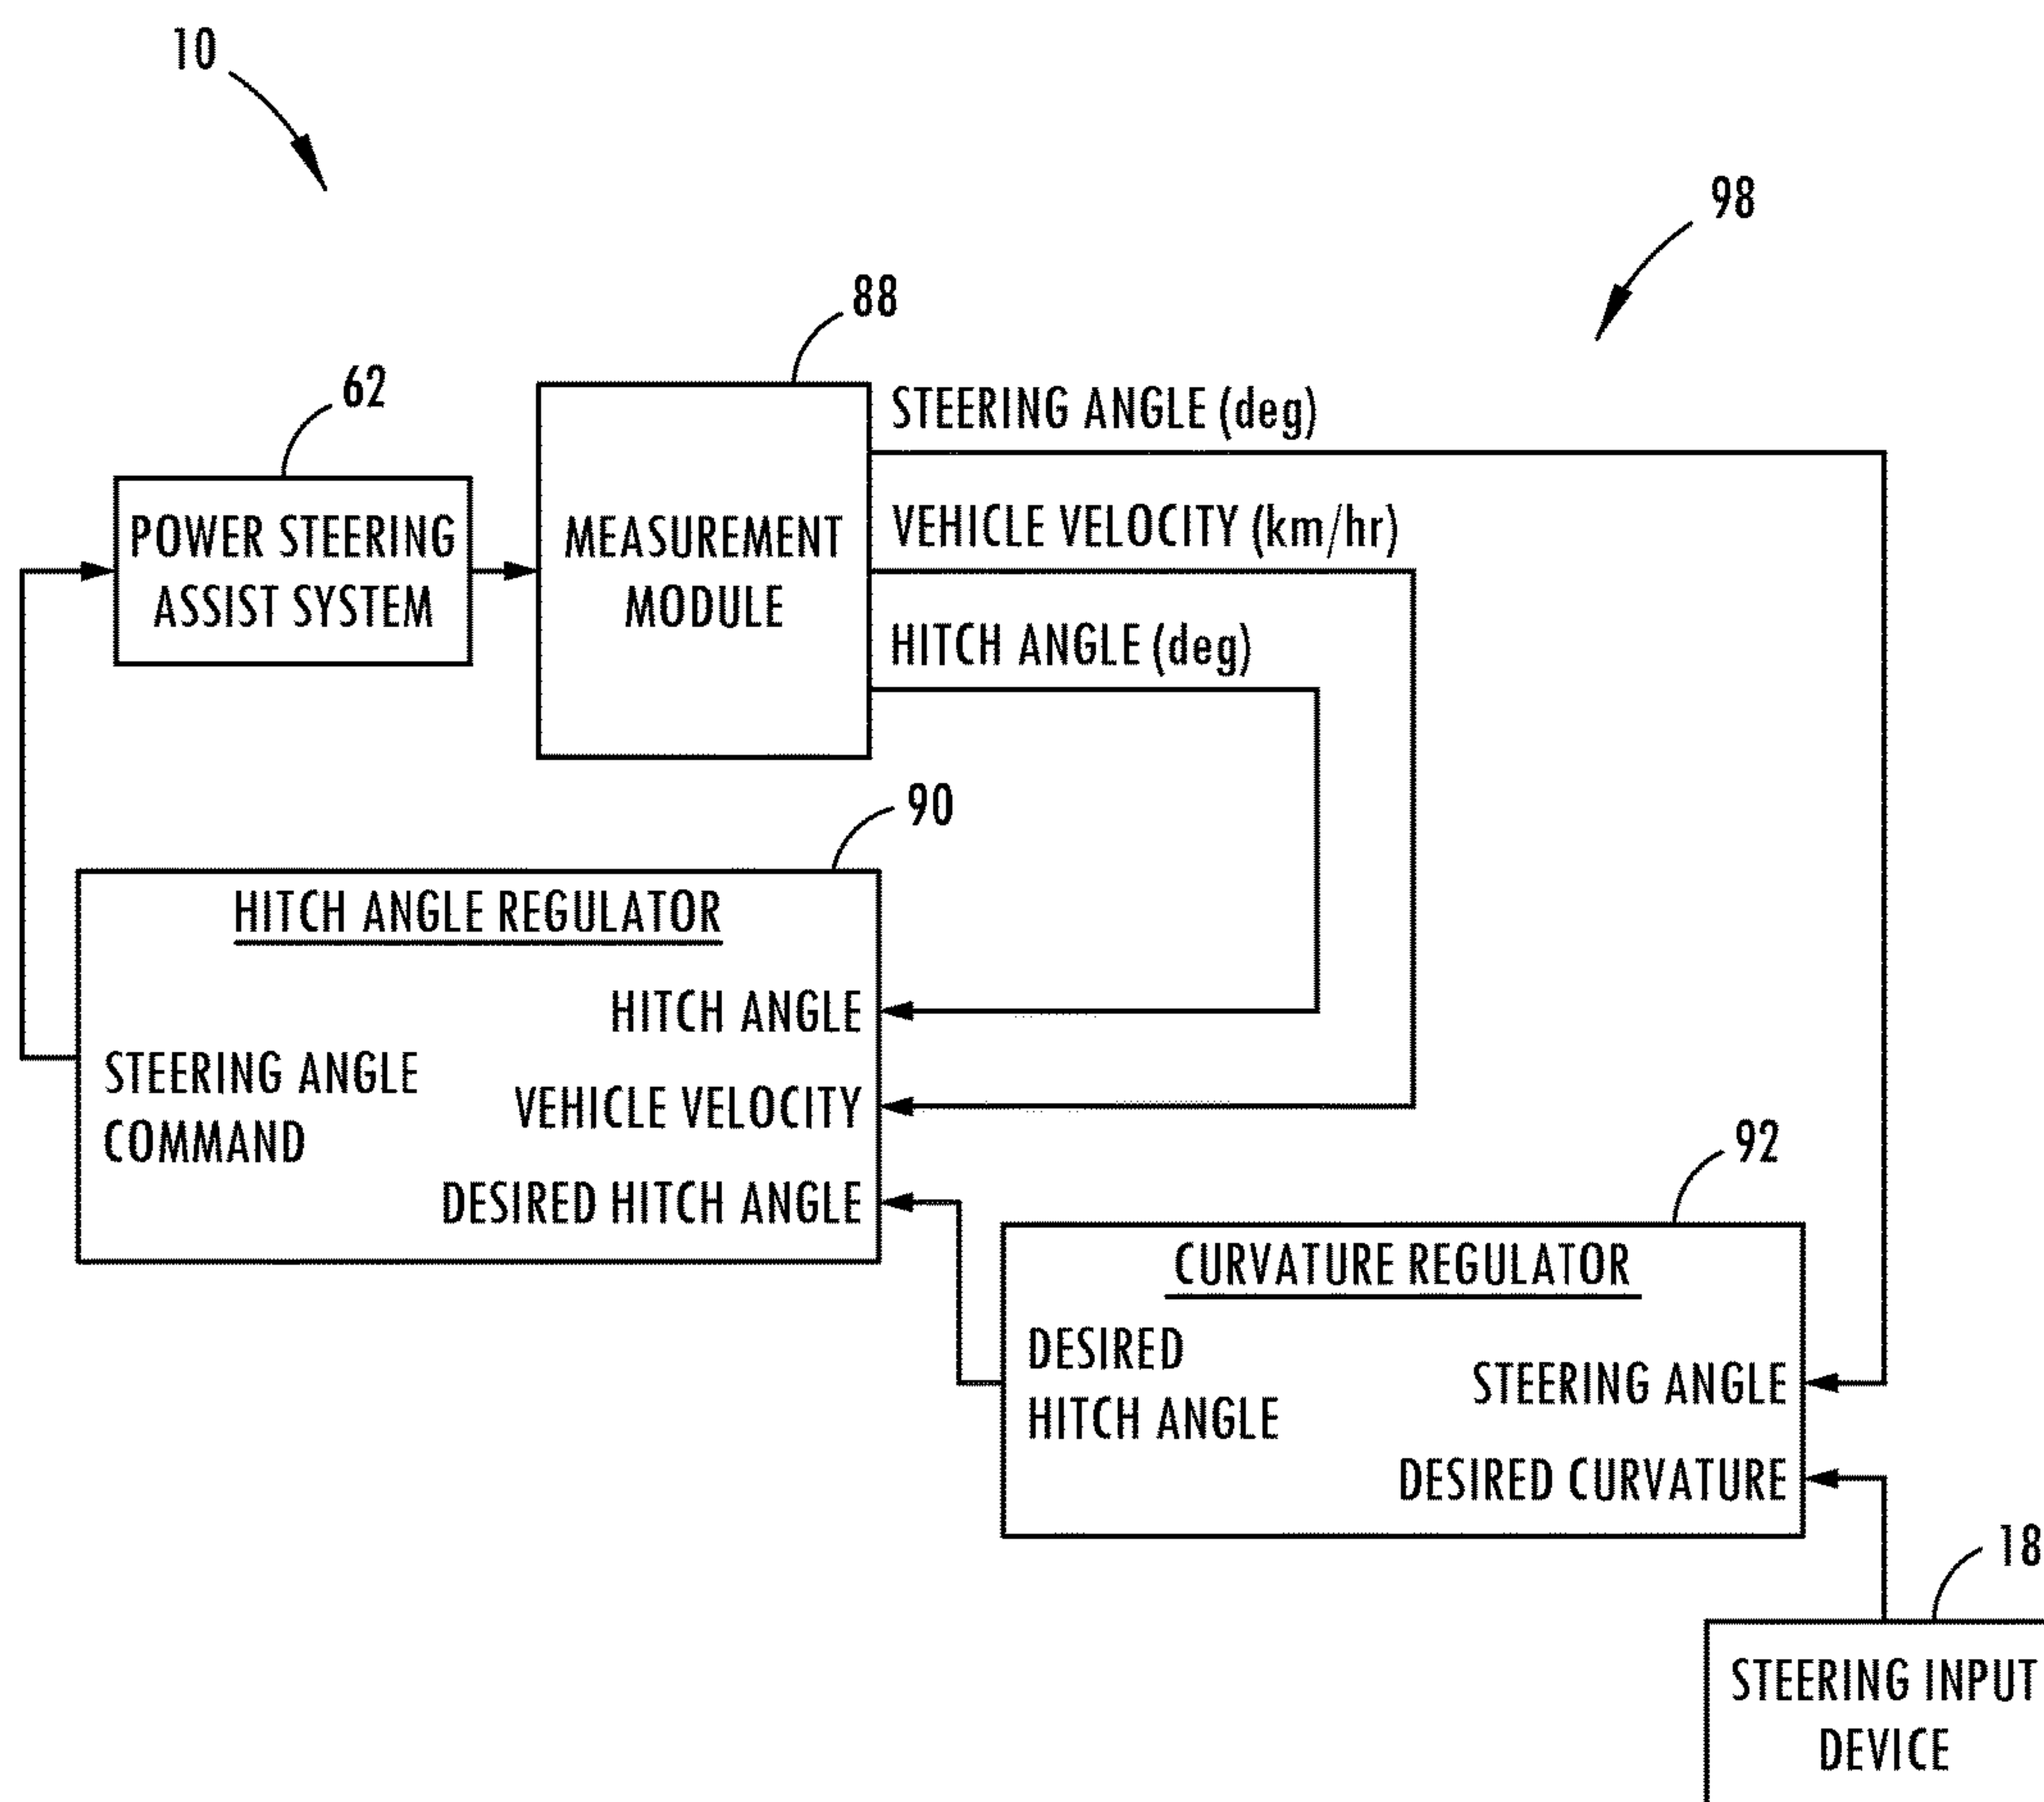 10
98
88
62
STEERING ANGLE (deg)
POWER STEERING
ASSIST SYSTEM
MEASUREMENT
MODULE
VEHICLE VELOCITY (km/hr)
HITCH ANGLE (deg)
90
HITCH ANGLE REGULATOR
HITCH ANGLE
STEERING ANGLE
COMMAND
VEHICLE VELOCITY
DESIRED HITCH ANGLE
92
CURVATURE REGULATOR
DESIRED
HITCH ANGLE
STEERING ANGLE
DESIRED CURVATURE
18
STEERING INPUT
DEVICE